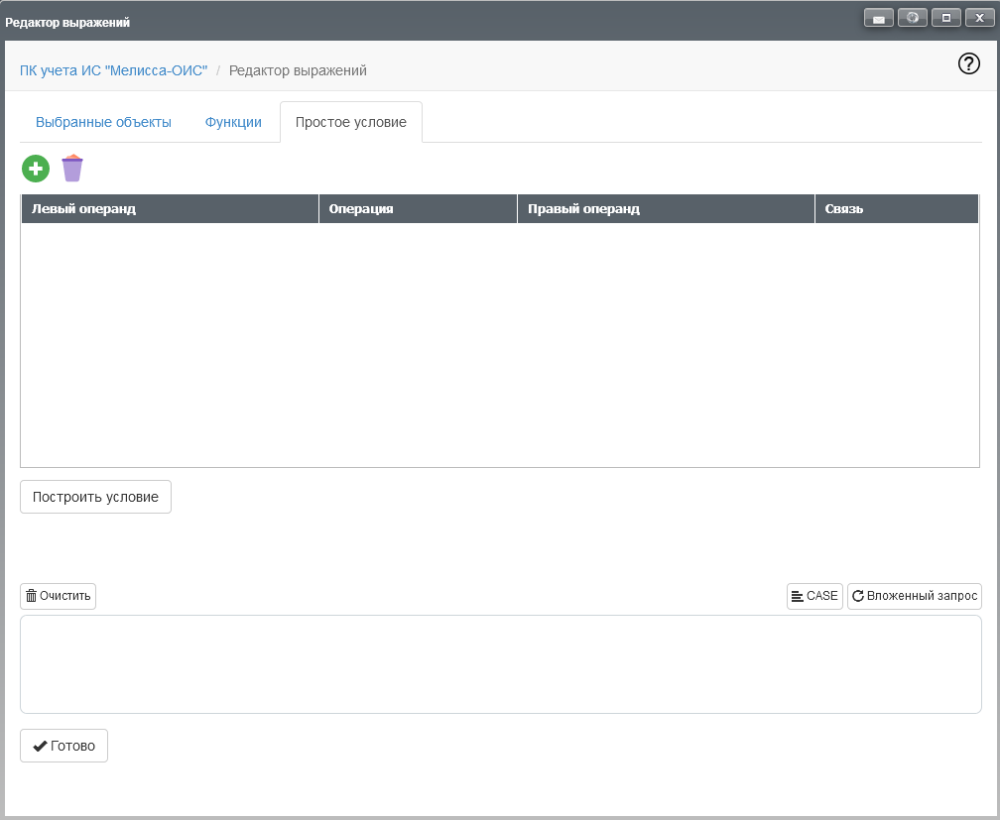 Редактор выражений
ПК учета ИС "Мелисса-ОИС" / Редактор выражений
Выбранные объекты Функции Простое условие
Левый операнд Операция Правый операнд Связь
Построить условие
Очистить CASE Вложенный запрос
Готово